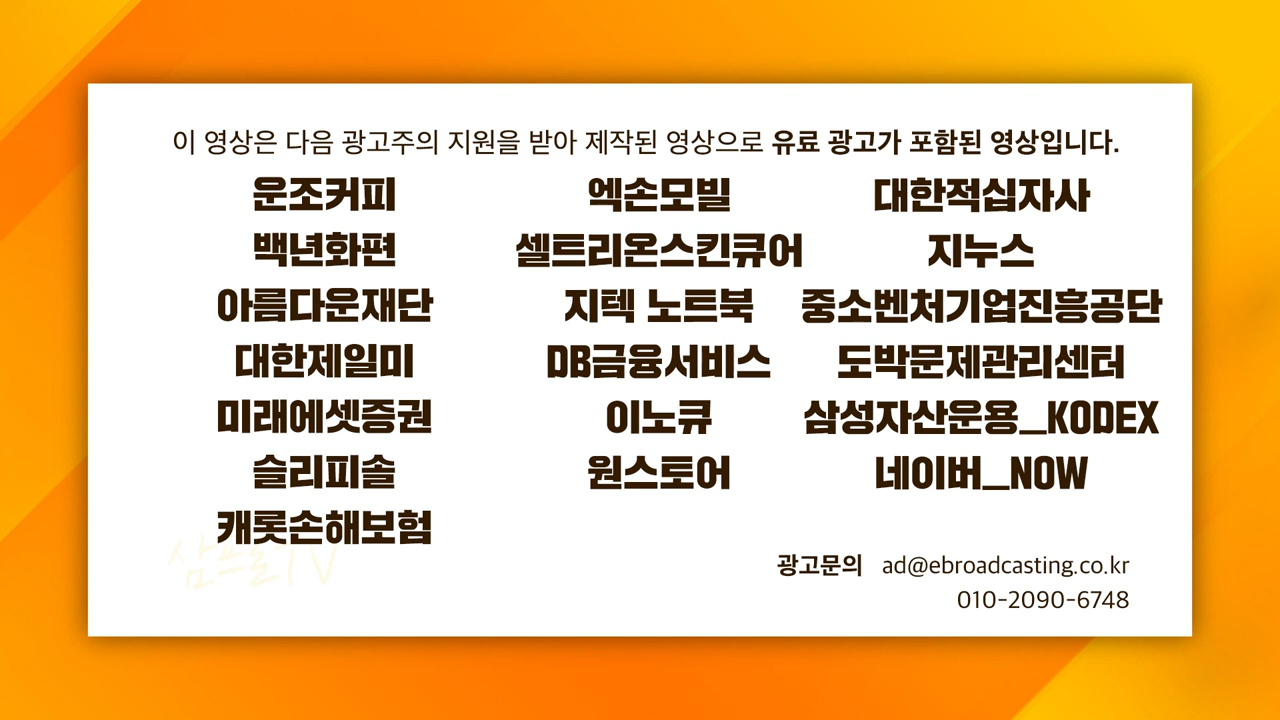 이 영상은 다음 광고주의 지원을 받아 제작된 영상으로 유료 광고가 포함된 영상입니다.
운조커피 엑손모빌 대한적십자사
백년화편 셀트리온스킨큐어 지누스
아름다운재단 지텍 노트북 중소벤처기업진흥공단
대한제일미 DB금융서비스 도박문제관리센터
미래에셋증권 이노큐 삼성자산운용_KODEX
슬리피솔 원스토어 네이버_NOW
캐롯손해보험
삼프로TV
광고문의 ad@ebroadcasting.co.kr
010-2090-6748